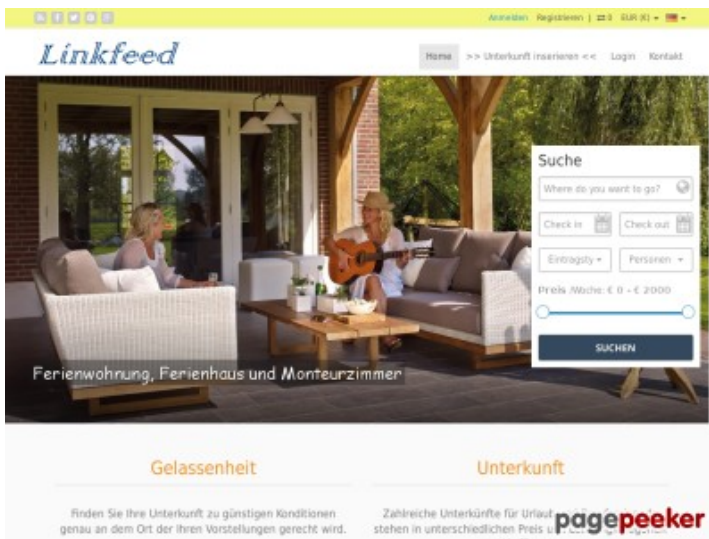 Anmelden Registrieren | ⇄ 0 EUR (€)
Linkfeed
Home >> Unterkunft inserieren << Login Kontakt
Suche
Where do you want to go?
Check in Check out
Eintragsty Personen
Preis /Woche: € 0 - € 2000
SUCHEN
Ferienwohnung, Ferienhaus und Monteurzimmer
Gelassenheit Unterkunft
Finden Sie Ihre Unterkunft zu günstigen Konditionen
genau an dem Ort der Ihren Vorstellungen gerecht wird.
Zahlreiche Unterkünfte für Urlaub
stehen in unterschiedlichen Preis
pagepeeker